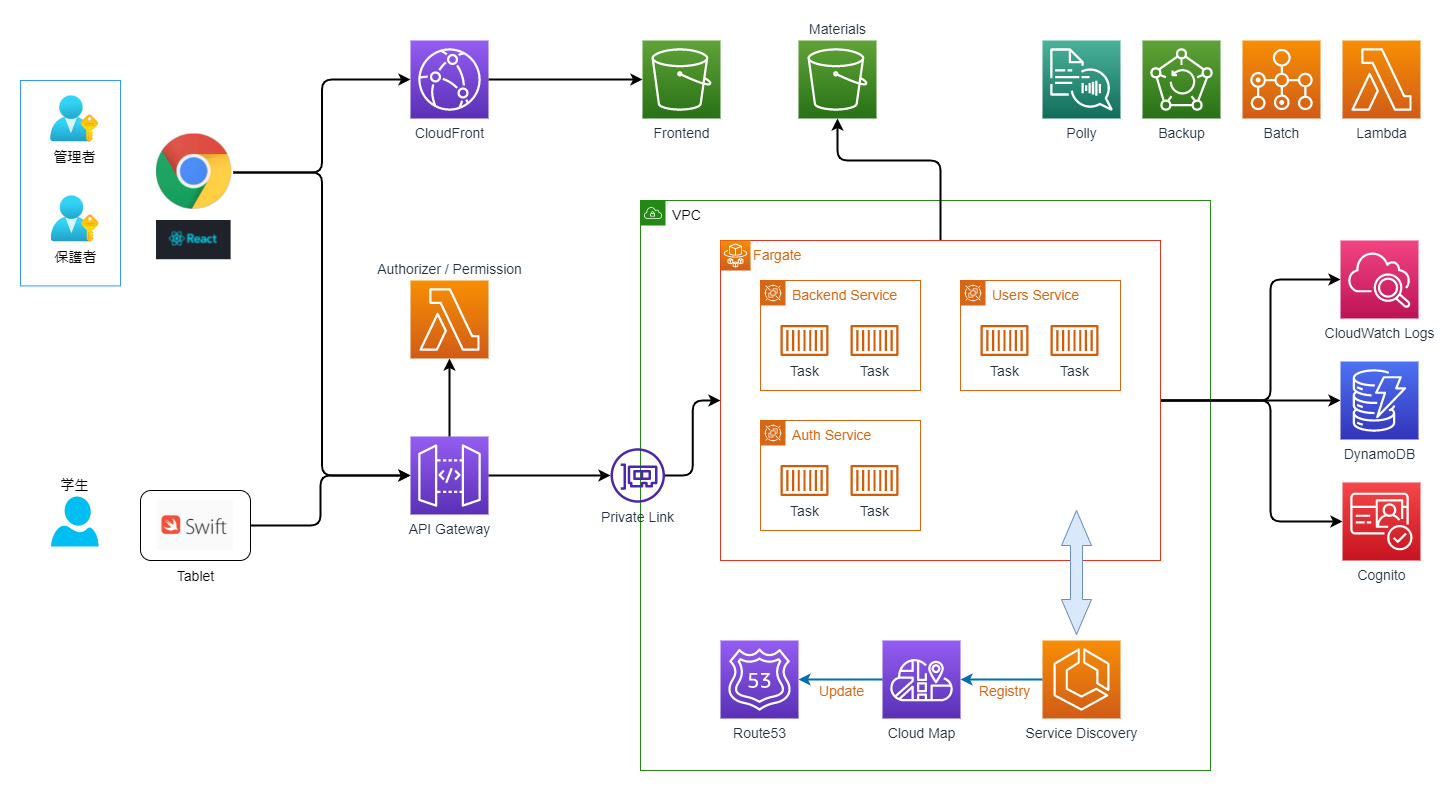 Materials
CloudFront
Frontend
Polly
Backup
Batch
Lambda
管理者
保護者
React
VPC
Fargate
Authorizer / Permission
Backend Service
Task
Task
Users Service
Task
Task
Auth Service
Task
Task
CloudWatch Logs
DynamoDB
Cognito
学生
Swift
Tablet
</>
API Gateway
Private Link
53
Route53
Update
Cloud Map
Registry
Service Discovery